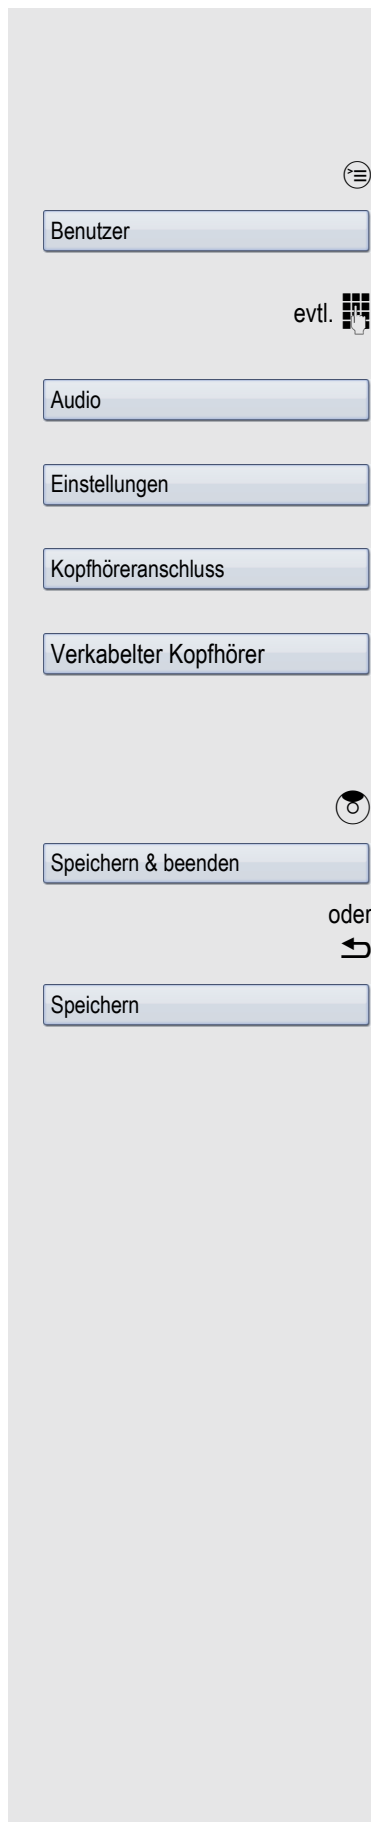 Benutzer
evtl.
Audio
Einstellungen
Kopfhöreranschluss
Verkabelter Kopfhörer
Speichern & beenden
oder
Speichern